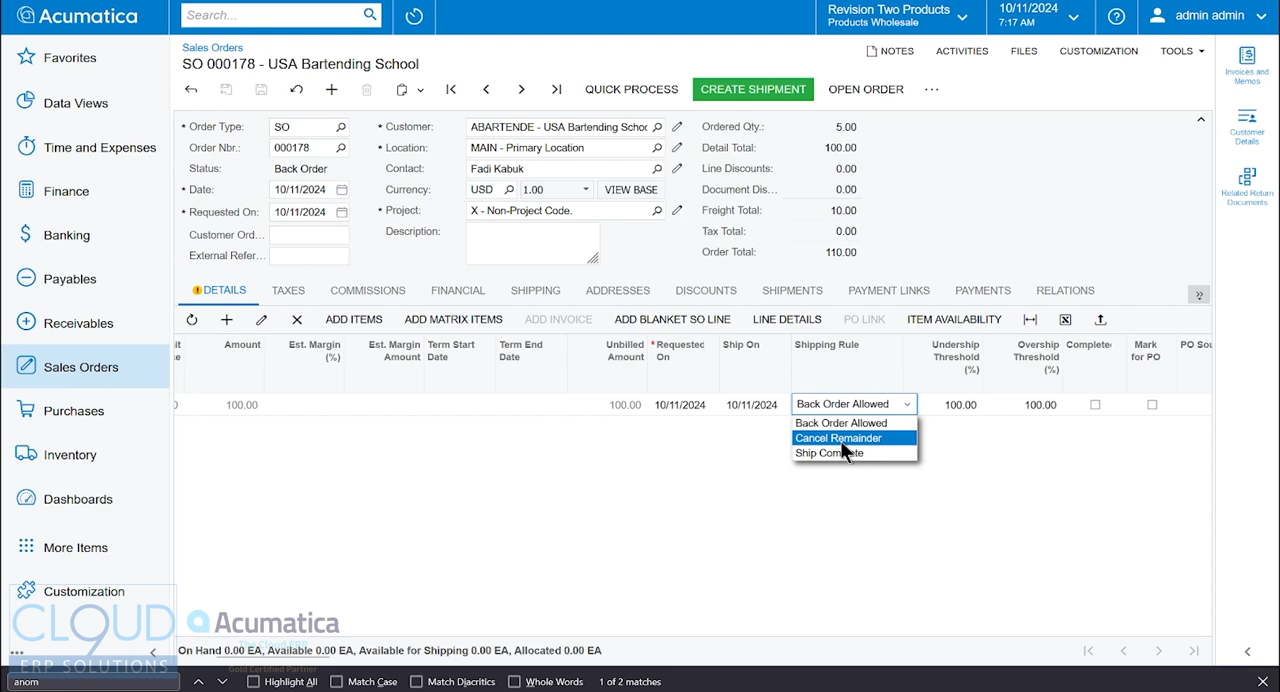 Acumatica
Search...
Revision Two Products
Products Wholesale
10/11/2024
7:17 AM
admin admin
Favorites
Data Views
Time and Expenses
Finance
Banking
Payables
Receivables
Sales Orders
Purchases
Inventory
Dashboards
More Items
Customization
Sales Orders
SO 000178 - USA Bartending School
NOTES ACTIVITIES FILES CUSTOMIZATION TOOLS
QUICK PROCESS CREATE SHIPMENT OPEN ORDER ...
* Order Type: SO
Order Nbr.: 000178
Status: Back Order
* Date: 10/11/2024
* Requested On: 10/11/2024
Customer Ord...
External Refer...
* Customer: ABARTENDE - USA Bartending School
* Location: MAIN - Primary Location
Contact: Fadi Kabuk
Currency: USD 1.00 VIEW BASE
* Project: X - Non-Project Code.
Description:
Ordered Qty.: 5.00
Detail Total: 100.00
Line Discounts: 0.00
Document Dis... 0.00
Freight Total: 10.00
Tax Total: 0.00
Order Total: 110.00
Invoices and
Memos
Customer
Details
Related Return
Documents
DETAILS TAXES COMMISSIONS FINANCIAL SHIPPING ADDRESSES DISCOUNTS SHIPMENTS PAYMENT LINKS PAYMENTS RELATIONS
ADD ITEMS ADD MATRIX ITEMS ADD INVOICE ADD BLANKET SO LINE LINE DETAILS PO LINK ITEM AVAILABILITY
Amount Est. Margin (%) Est. Margin Amount Term Start Date Term End Date Unbilled Amount * Requested On Ship On Shipping Rule Undership Threshold (%) Overship Threshold (%) Completed Mark for PO PO Sou
0 100.00 100.00 10/11/2024 10/11/2024 Back Order Allowed 100.00 100.00
Back Order Allowed
Cancel Remainder
Ship Complete
CLOUD
ERP SOLUTIONS
Acumatica
The Cloud ERP
Gold Certified Partner
On Hand 0.00 EA, Available 0.00 EA, Available for Shipping 0.00 EA, Allocated 0.00 EA
anom Highlight All Match Case Match Diacritics Whole Words 1 of 2 matches